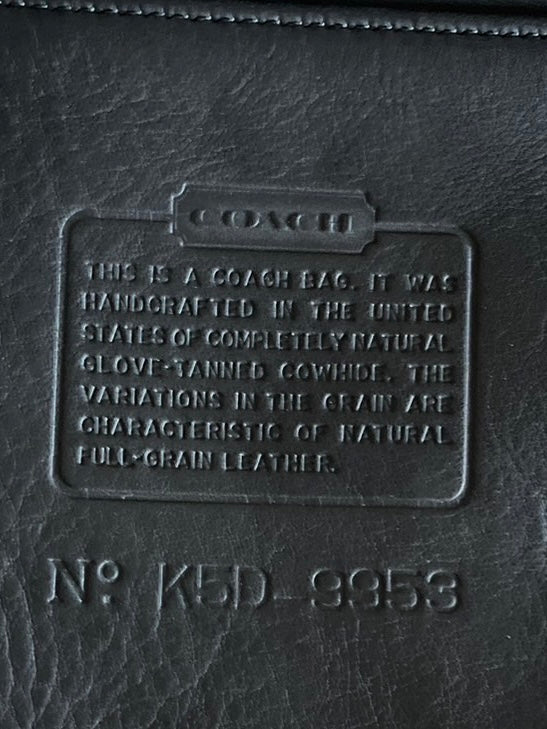 COACH
THIS IS A COACH BAG. IT WAS
HANDCRAFTED IN THE UNITED
STATES OF COMPLETELY NATURAL
GLOVE-TANNED COWHIDE. THE
VARIATIONS IN THE GRAIN ARE
CHARACTERISTIC OF NATURAL
FULL-GRAIN LEATHER.
Nº K5D-9353